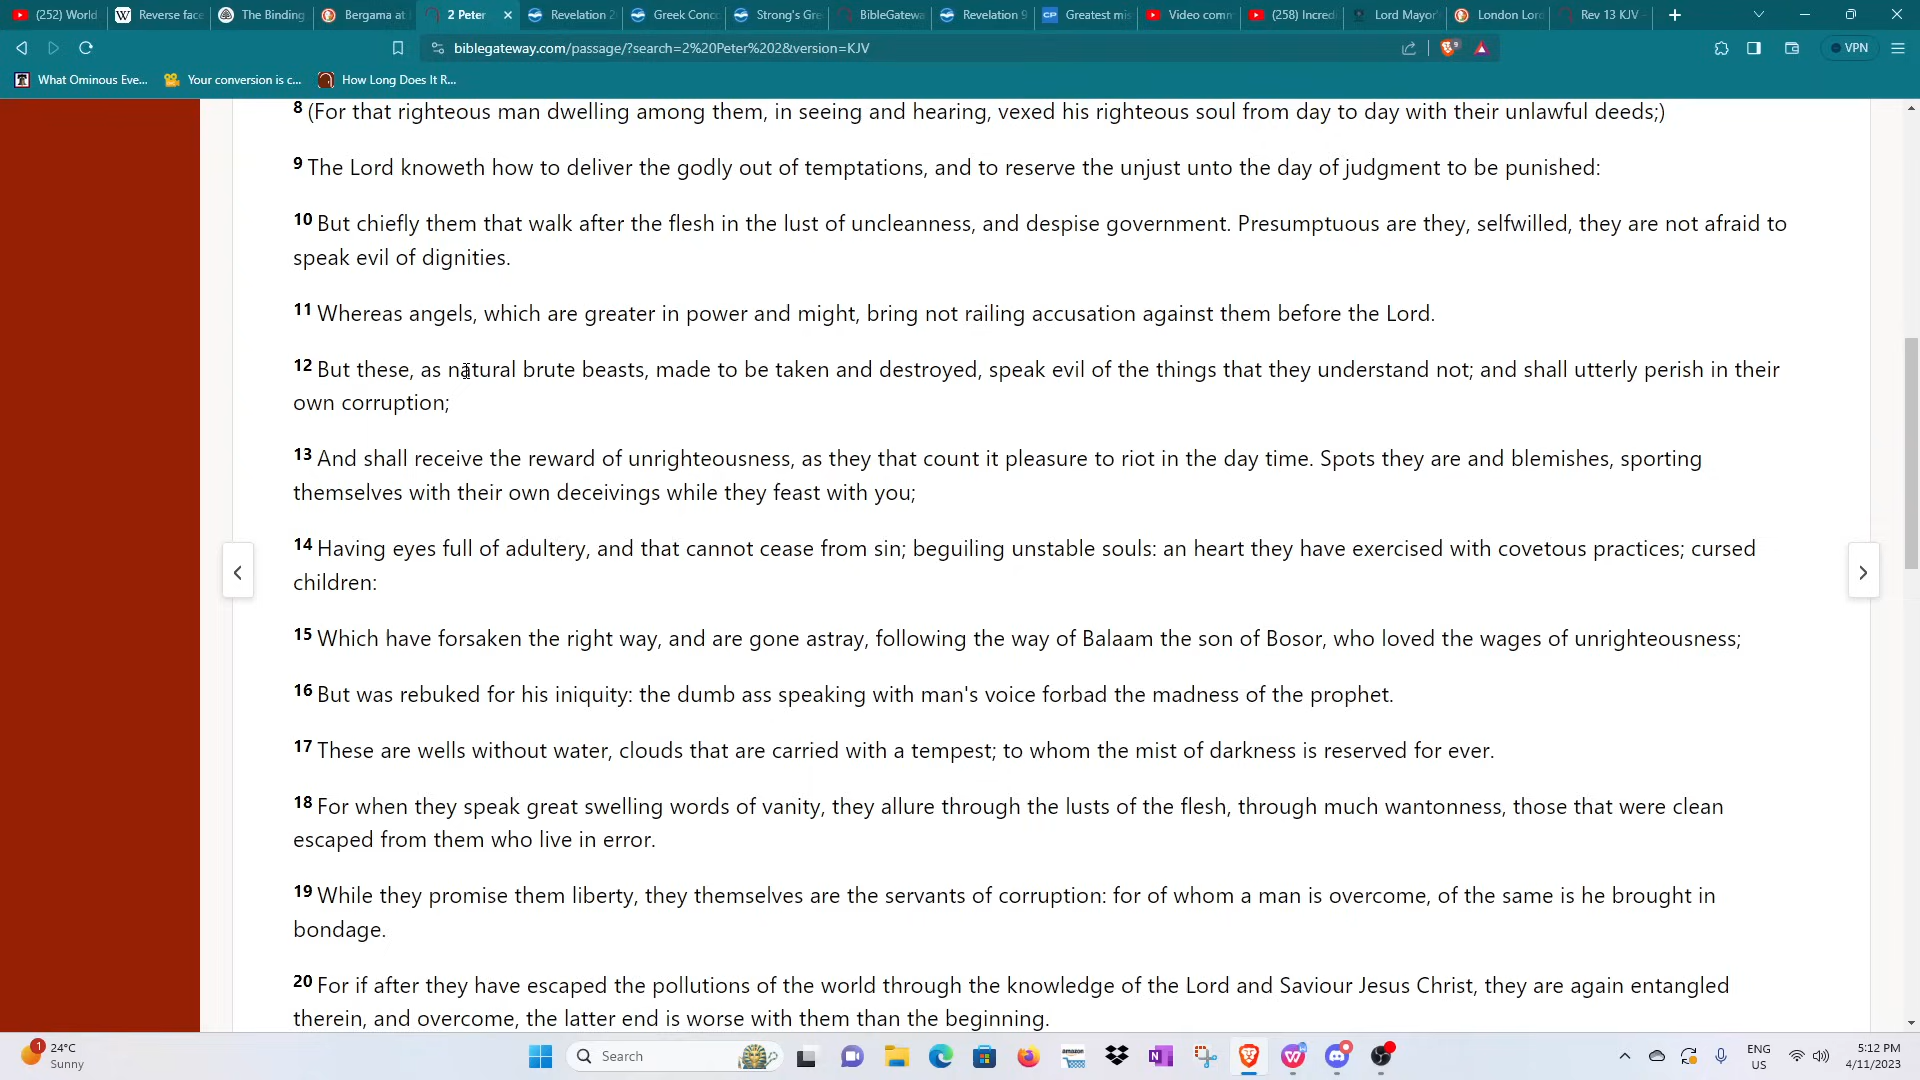 (252) World
Reverse face
The Binding
Bergama at
2 Peter
Revelation 2
Greek Conc
Strong's Gre
BibleGatewa
Revelation 9
Greatest mis
Video comm
(258) Incred
Lord Mayor'
London Lord
Rev 13 KJV -
biblegateway.com/passage/?search=2%20Peter%202&version=KJV
9
VPN
What Ominous Eve...
Your conversion is c...
How Long Does It R...
8 (For that righteous man dwelling among them, in seeing and hearing, vexed his righteous soul from day to day with their unlawful deeds;)
9 The Lord knoweth how to deliver the godly out of temptations, and to reserve the unjust unto the day of judgment to be punished:
10 But chiefly them that walk after the flesh in the lust of uncleanness, and despise government. Presumptuous are they, selfwilled, they are not afraid to
speak evil of dignities.
11 Whereas angels, which are greater in power and might, bring not railing accusation against them before the Lord.
12 But these, as natural brute beasts, made to be taken and destroyed, speak evil of the things that they understand not; and shall utterly perish in their
own corruption;
13 And shall receive the reward of unrighteousness, as they that count it pleasure to riot in the day time. Spots they are and blemishes, sporting
themselves with their own deceivings while they feast with you;
14 Having eyes full of adultery, and that cannot cease from sin; beguiling unstable souls: an heart they have exercised with covetous practices; cursed
children:
15 Which have forsaken the right way, and are gone astray, following the way of Balaam the son of Bosor, who loved the wages of unrighteousness;
16 But was rebuked for his iniquity: the dumb ass speaking with man's voice forbad the madness of the prophet.
17 These are wells without water, clouds that are carried with a tempest; to whom the mist of darkness is reserved for ever.
18 For when they speak great swelling words of vanity, they allure through the lusts of the flesh, through much wantonness, those that were clean
escaped from them who live in error.
19 While they promise them liberty, they themselves are the servants of corruption: for of whom a man is overcome, of the same is he brought in
bondage.
20 For if after they have escaped the pollutions of the world through the knowledge of the Lord and Saviour Jesus Christ, they are again entangled
therein, and overcome, the latter end is worse with them than the beginning.
1
24°C
Sunny
Search
amazon
ENG
US
5:12 PM
4/11/2023